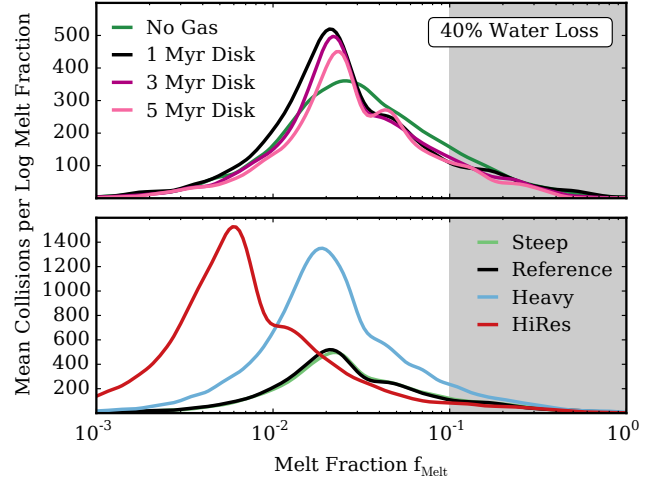 Mean Collisions per Log Melt Fraction
500
400
300
200
100
No Gas
1 Myr Disk
3 Myr Disk
5 Myr Disk
40% Water Loss
1400
1200
1000
800
600
400
200
Steep
Reference
Heavy
HiRes
10⁻³ 10⁻² 10⁻¹ 10⁰
Melt Fraction f_Melt